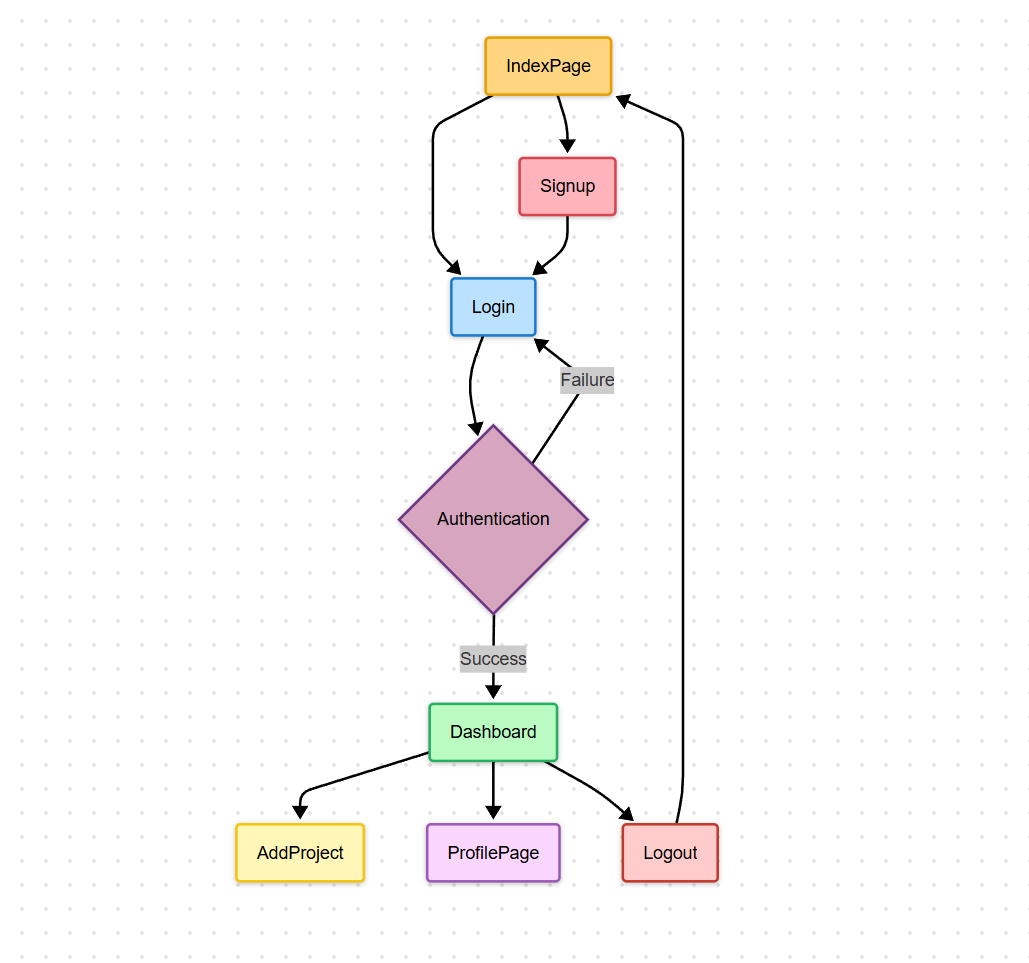 IndexPage
Signup
Login
Failure
Authentication
Success
Dashboard
AddProject
ProfilePage
Logout